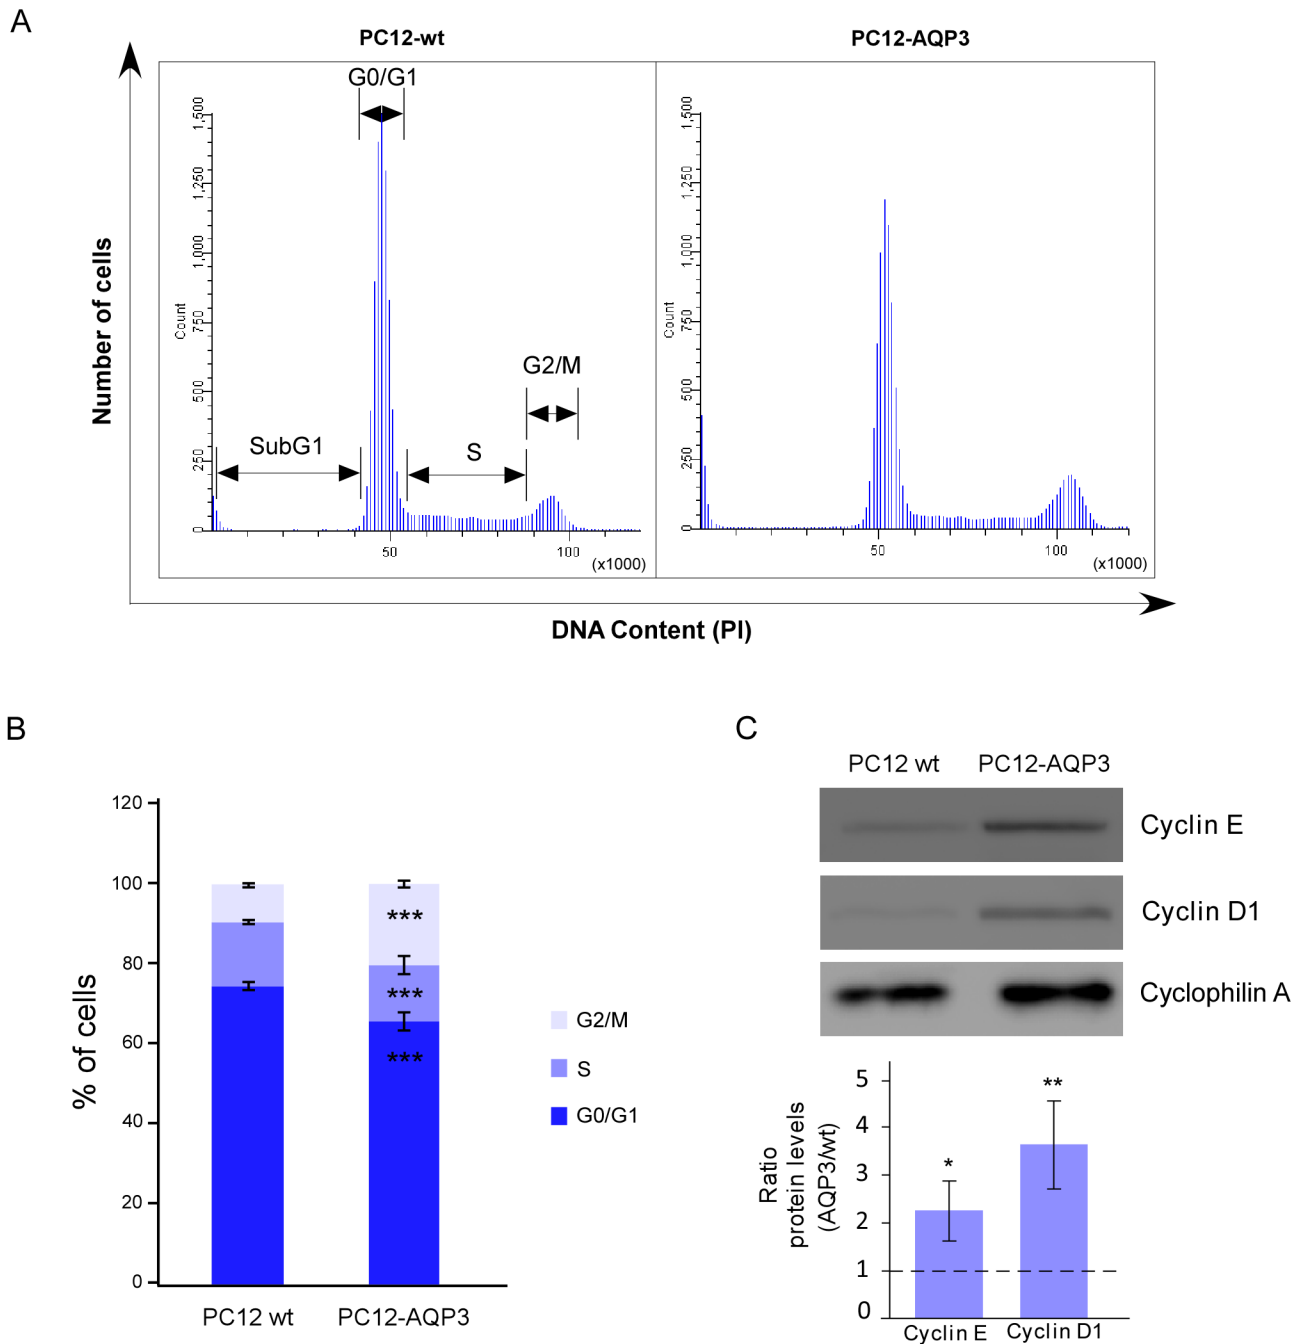 A
PC12-wt
PC12-AQP3
G0/G1
G2/M
SubG1
S
Number of cells
Count
1,500
1,250
1,000
750
500
250
0
50
100
(x1000)
Count
1,500
1,250
1,000
750
500
250
0
50
100
(x1000)
DNA Content (PI)
B
120
100
80
60
40
20
0
% of cells
***
***
***
PC12 wt
PC12-AQP3
G2/M
S
G0/G1
C
PC12 wt
PC12-AQP3
Cyclin E
Cyclin D1
Cyclophilin A
Ratio
protein levels
(AQP3/wt)
5
4
3
2
1
0
*
**
Cyclin E
Cyclin D1